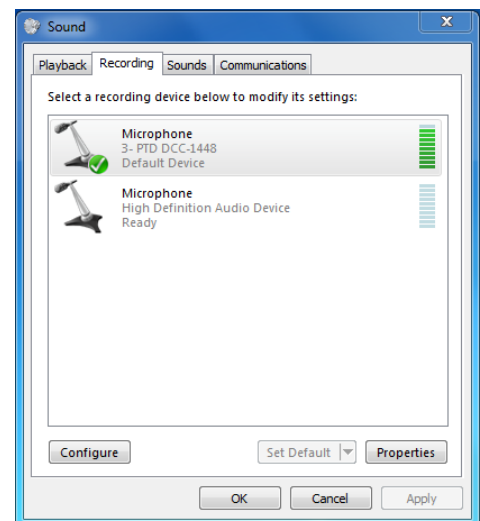 Sound
Playback Recording Sounds Communications
Select a recording device below to modify its settings:
Microphone
3- PTD DCC-1448
Default Device
Microphone
High Definition Audio Device
Ready
Configure Set Default Properties
OK Cancel Apply